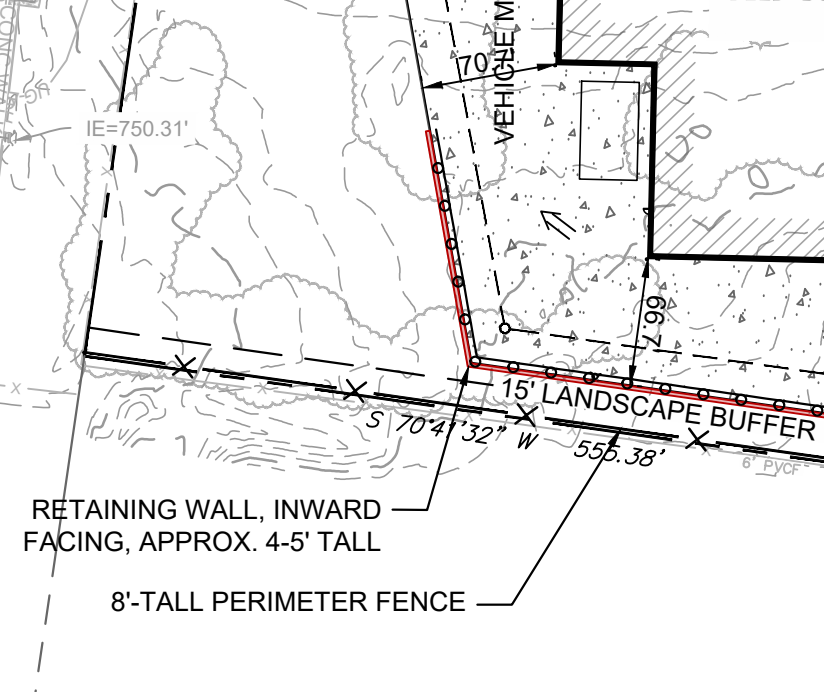 VEHICLE M
70
IE=750.31'
66.7'
15' LANDSCAPE BUFFER
S 70°41'32" W
555.38'
6' PVCF
RETAINING WALL, INWARD
FACING, APPROX. 4-5' TALL
8'-TALL PERIMETER FENCE